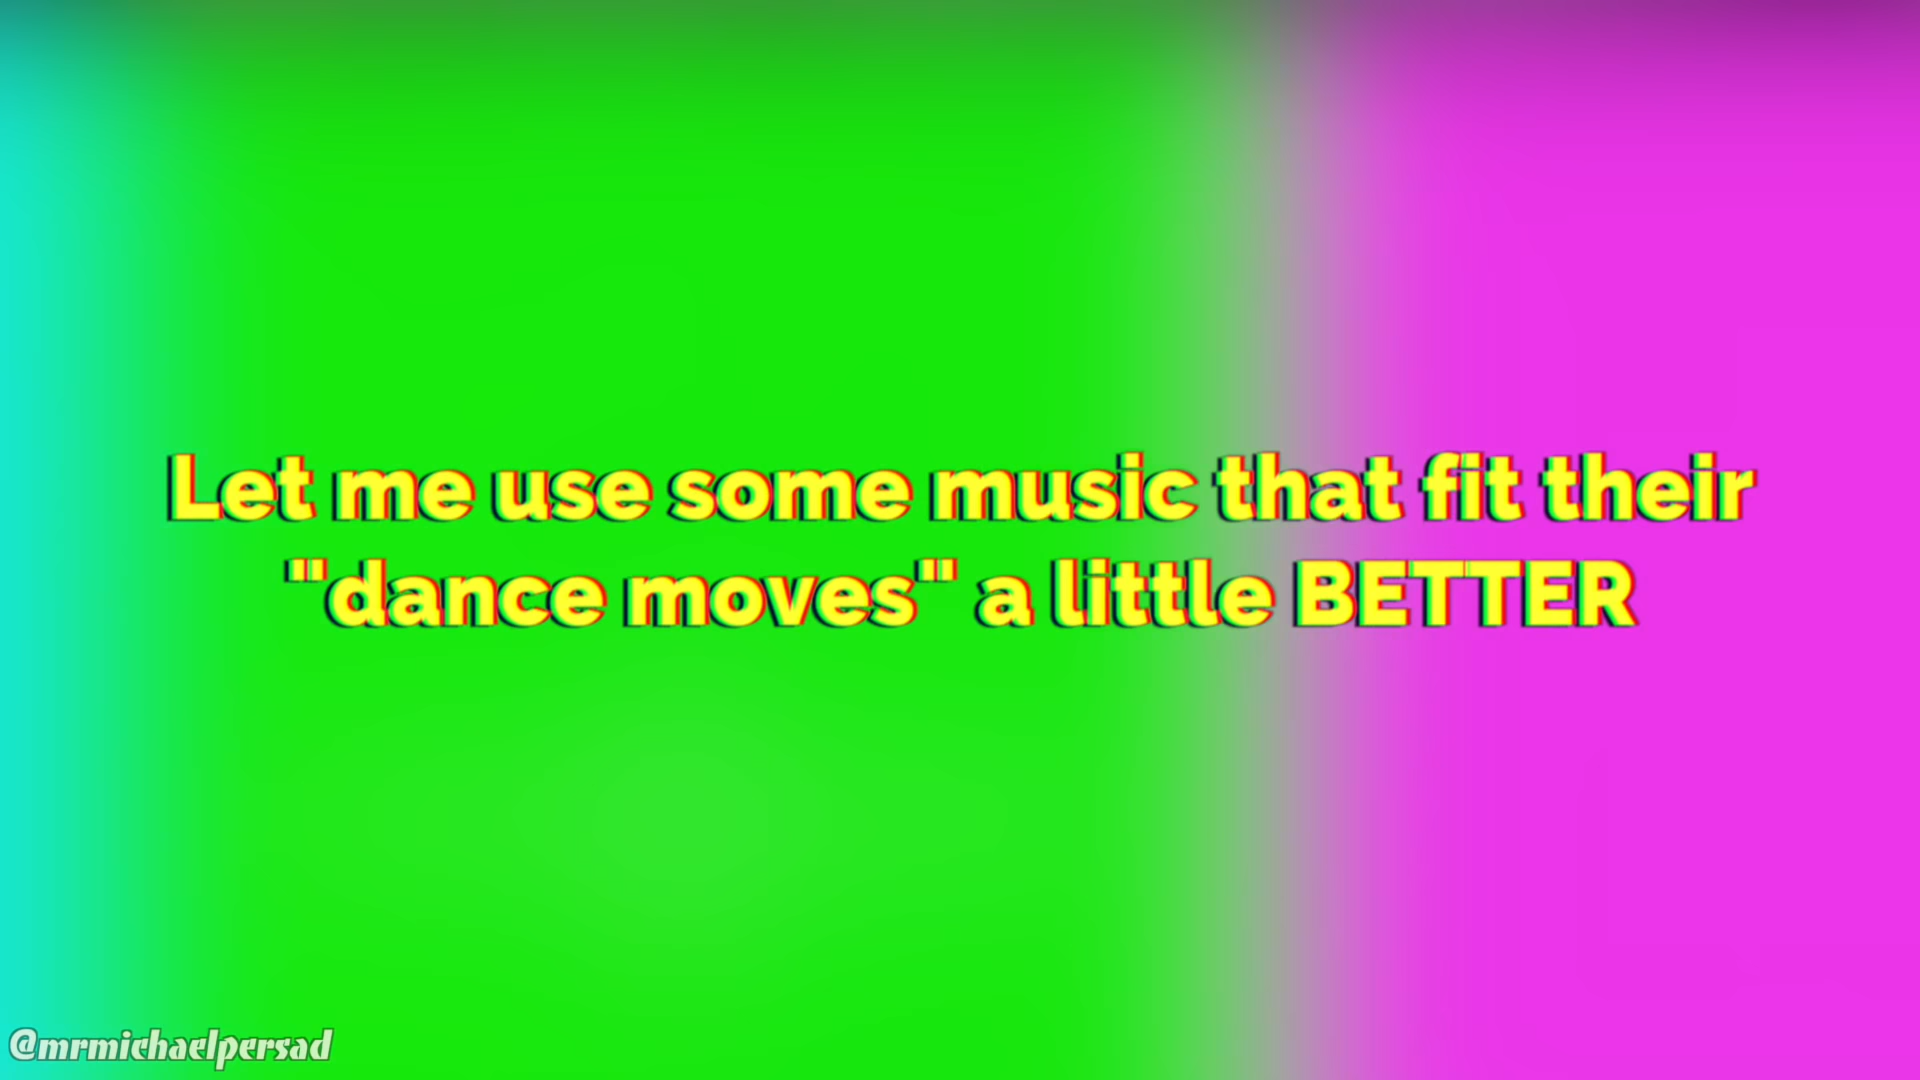 Let me use some music that fit their
"dance moves" a little BETTER
@mrmichaelpersad